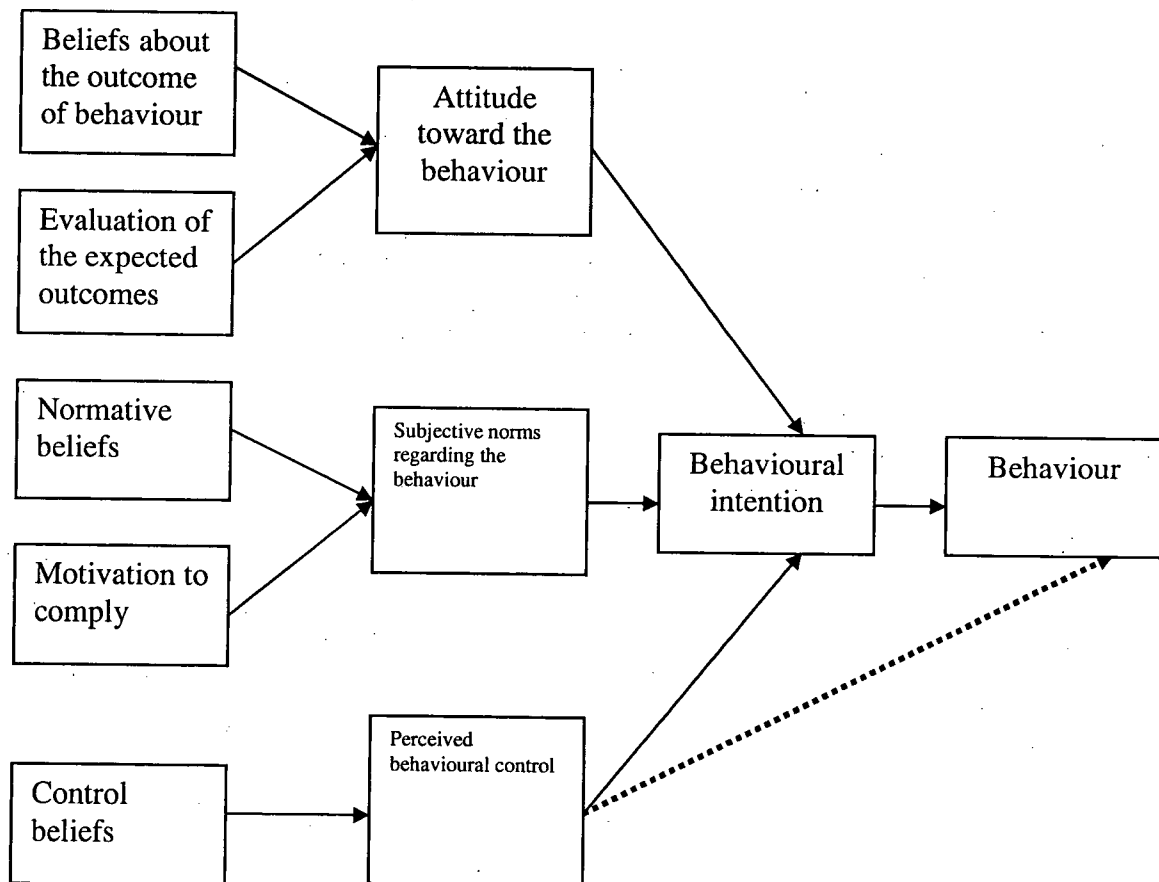 Beliefs about
the outcome
of behaviour
Attitude
toward the
behaviour
Evaluation of
the expected
outcomes
Normative
beliefs
Subjective norms
regarding the
behaviour
Behavioural
intention
Behaviour
Motivation to
comply
Perceived
behavioural control
Control
beliefs